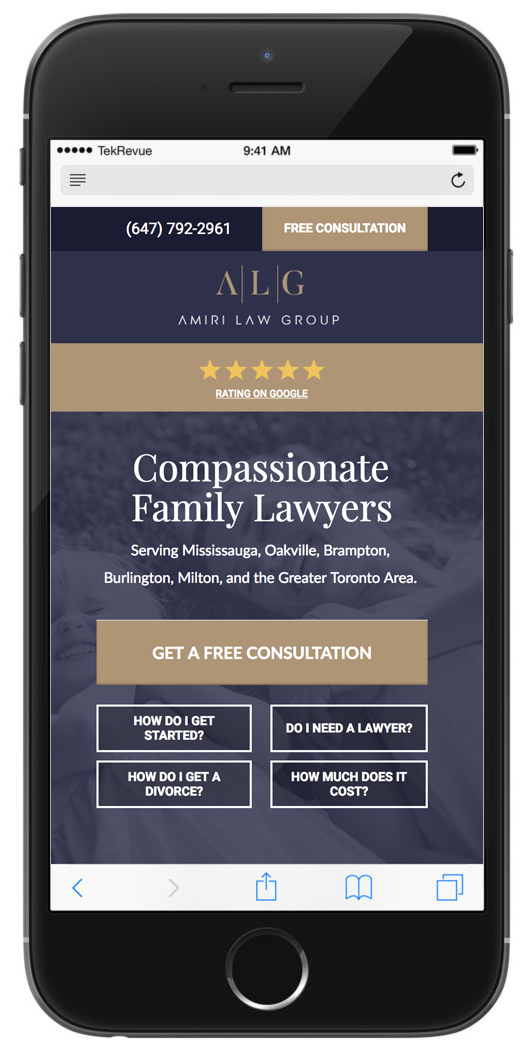 TekRevue 9:41 AM
(647) 792-2961 FREE CONSULTATION
A|L|G
AMIRI LAW GROUP
RATING ON GOOGLE
Compassionate
Family Lawyers
Serving Mississauga, Oakville, Brampton,
Burlington, Milton, and the Greater Toronto Area.
GET A FREE CONSULTATION
HOW DO I GET
STARTED?
DO I NEED A LAWYER?
HOW DO I GET A
DIVORCE?
HOW MUCH DOES IT
COST?